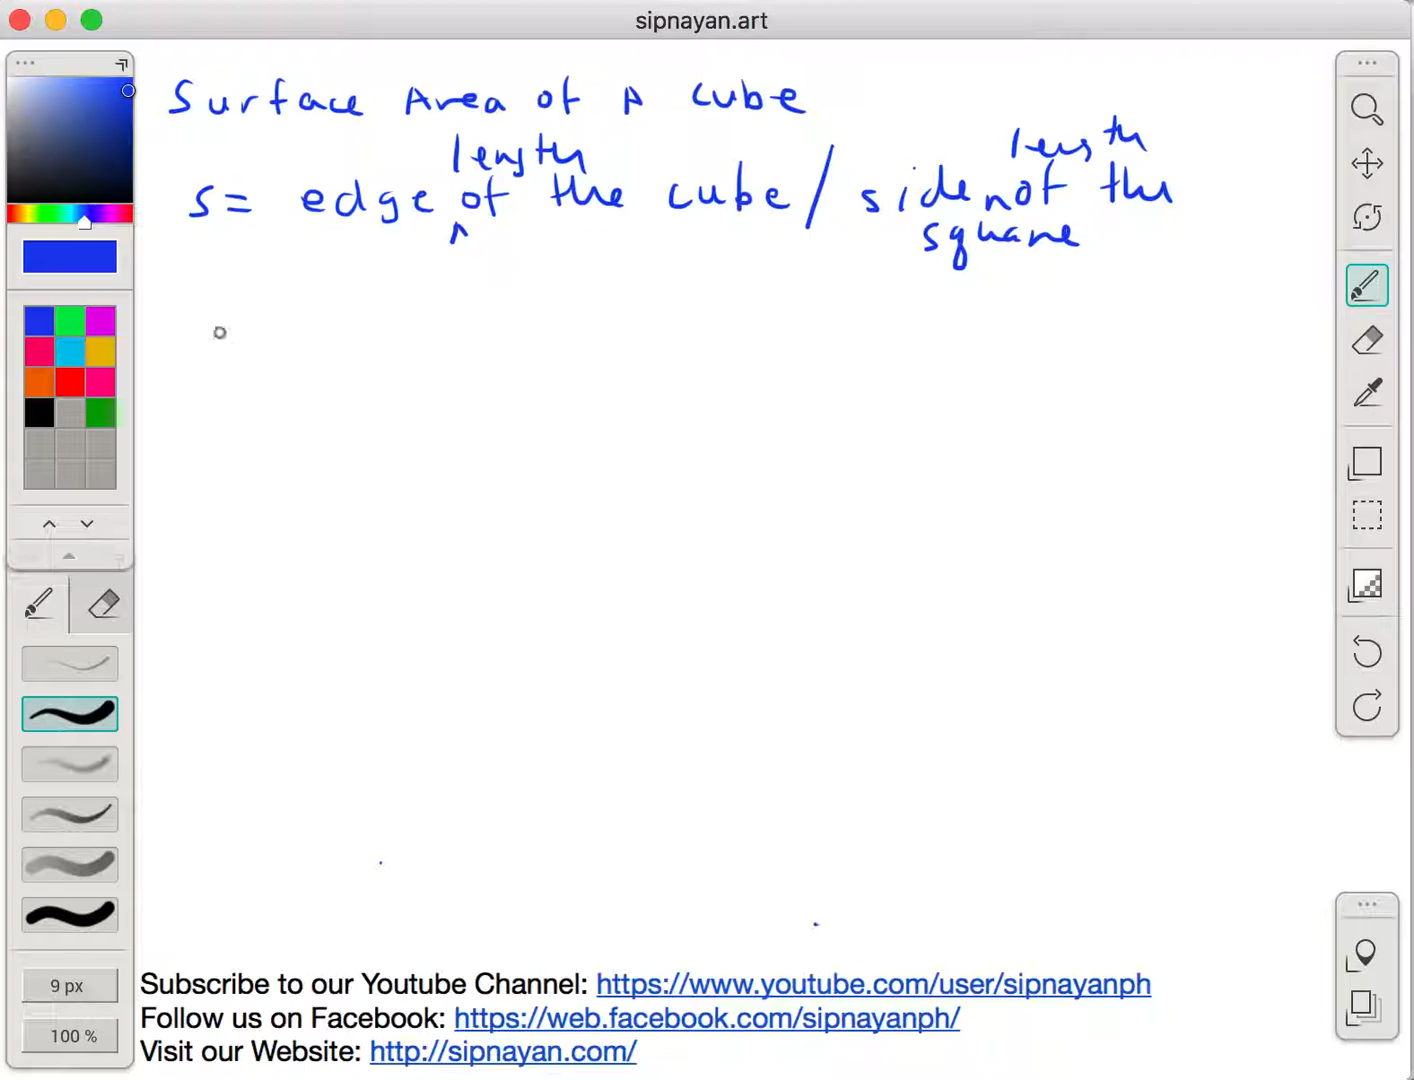 sipnayan.art
Surface Area of A cube
length length
s = edge of the cube / side of the
^ square
9 px
100 %
Subscribe to our Youtube Channel: https://www.youtube.com/user/sipnayanph
Follow us on Facebook: https://web.facebook.com/sipnayanph/
Visit our Website: http://sipnayan.com/